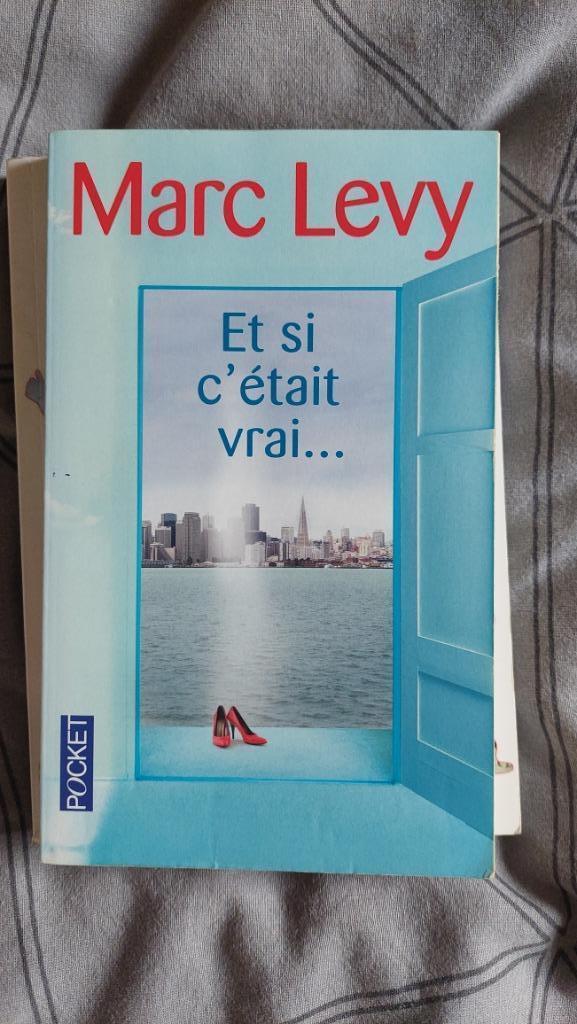 Marc Levy
Et si
c'était
vrai...
POCKET